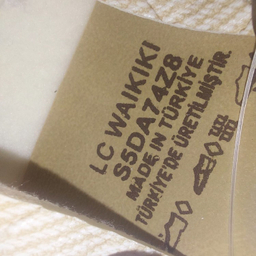 LC WAIKIKI
S5DA74Z8
MADE IN TÜRKİYE
TÜRKİYE'DE ÜRETİLMİŞTİR.